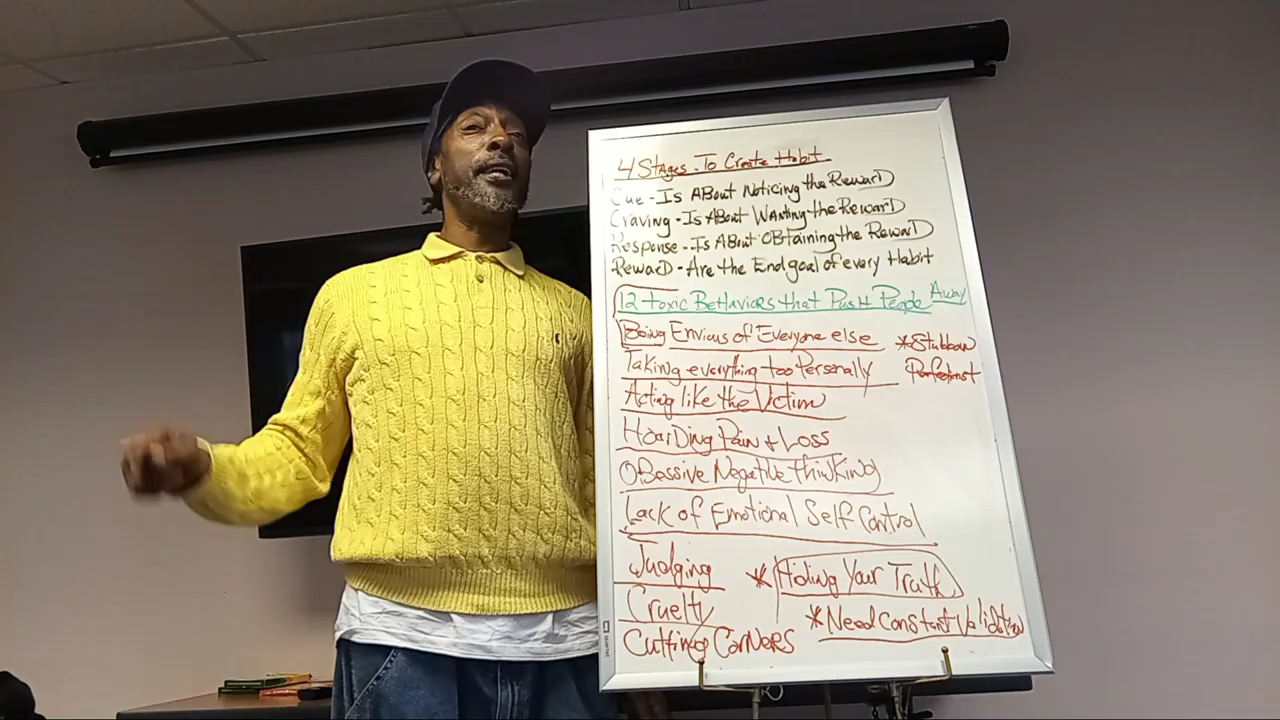 4 Stages - To Create Habit
Cue - Is ABout Noticing the RewarD
Craving - Is ABout Wanting the RewarD
Response - Is ABout OBtaining the RewarD
RewarD - Are the End goal of every Habit
12 toxic BeHaviors that PusH People Away
Being Envious of Everyone else
*Stubborn
Taking everything too Personally
Perfectionist
Acting like the Victim
HoarDing Pain + Loss
OBsessive Negative thinking
Lack of Emotional Self Control
Judging
* Hiding Your Truth
Cruelty
* Need constant Validation
Cutting CorNers